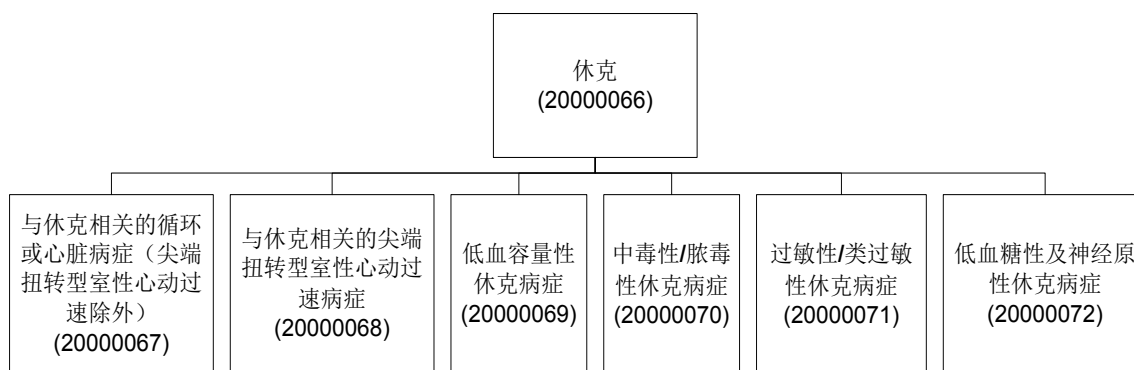 休克
(20000066)
与休克相关的循环
或心脏病症（尖端
扭转型室性心动过
速除外）
(20000067)
与休克相关的尖端
扭转型室性心动过
速病症
(20000068)
低血容量性
休克病症
(20000069)
中毒性/脓毒
性休克病症
(20000070)
过敏性/类过敏
性休克病症
(20000071)
低血糖性及神经原
性休克病症
(20000072)